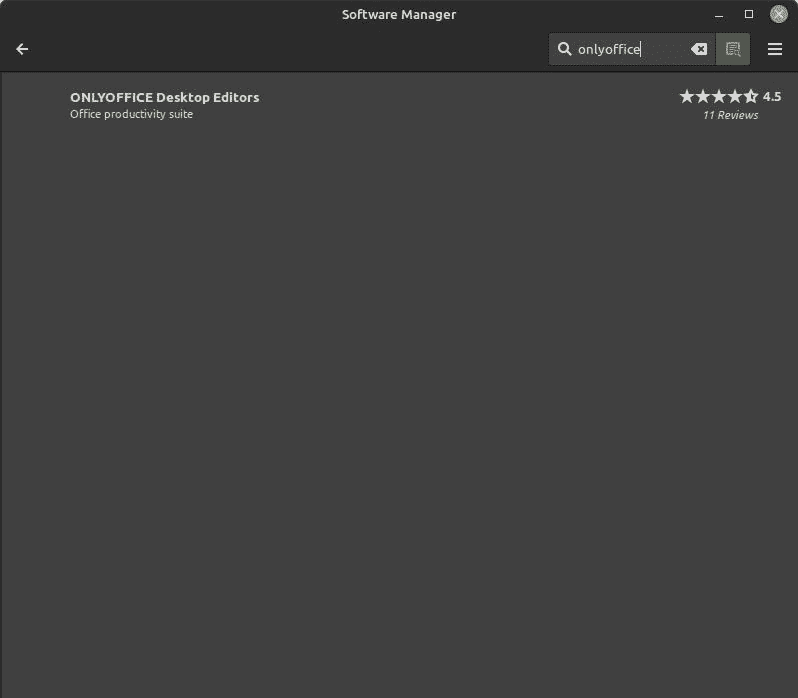 Software Manager
onlyoffice
ONLYOFFICE Desktop Editors
4.5
Office productivity suite
11 Reviews